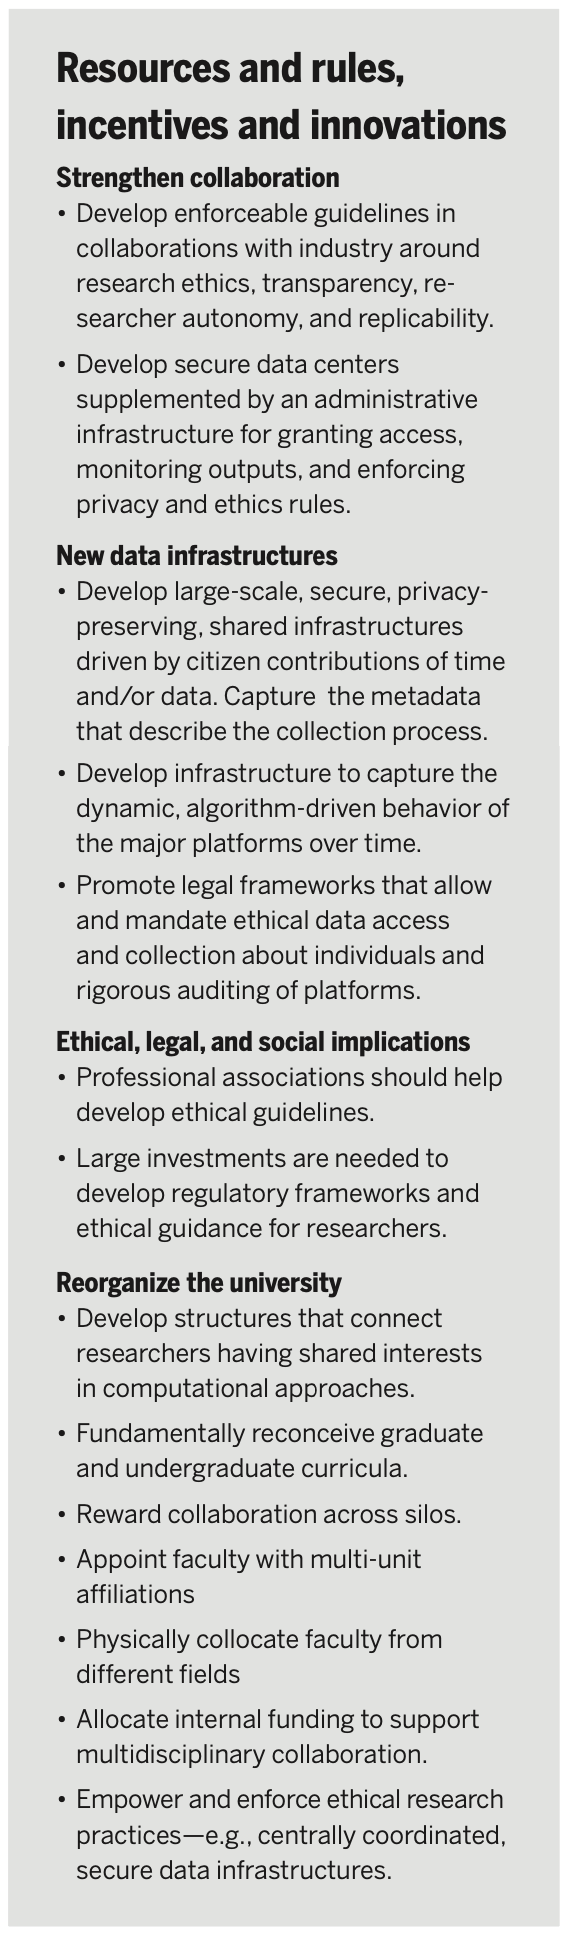 Resources and rules,
incentives and innovations
Strengthen collaboration
• Develop enforceable guidelines in
collaborations with industry around
research ethics, transparency, re-
searcher autonomy, and replicability.
• Develop secure data centers
supplemented by an administrative
infrastructure for granting access,
monitoring outputs, and enforcing
privacy and ethics rules.
New data infrastructures
• Develop large-scale, secure, privacy-
preserving, shared infrastructures
driven by citizen contributions of time
and/or data. Capture  the metadata
that describe the collection process.
• Develop infrastructure to capture the
dynamic, algorithm-driven behavior of
the major platforms over time.
• Promote legal frameworks that allow
and mandate ethical data access
and collection about individuals and
rigorous auditing of platforms.
Ethical, legal, and social implications
• Professional associations should help
develop ethical guidelines.
• Large investments are needed to
develop regulatory frameworks and
ethical guidance for researchers.
Reorganize the university
• Develop structures that connect
researchers having shared interests
in computational approaches.
• Fundamentally reconceive graduate
and undergraduate curricula.
• Reward collaboration across silos.
• Appoint faculty with multi-unit
affiliations
• Physically collocate faculty from
different fields
• Allocate internal funding to support
multidisciplinary collaboration.
• Empower and enforce ethical research
practices—e.g., centrally coordinated,
secure data infrastructures.